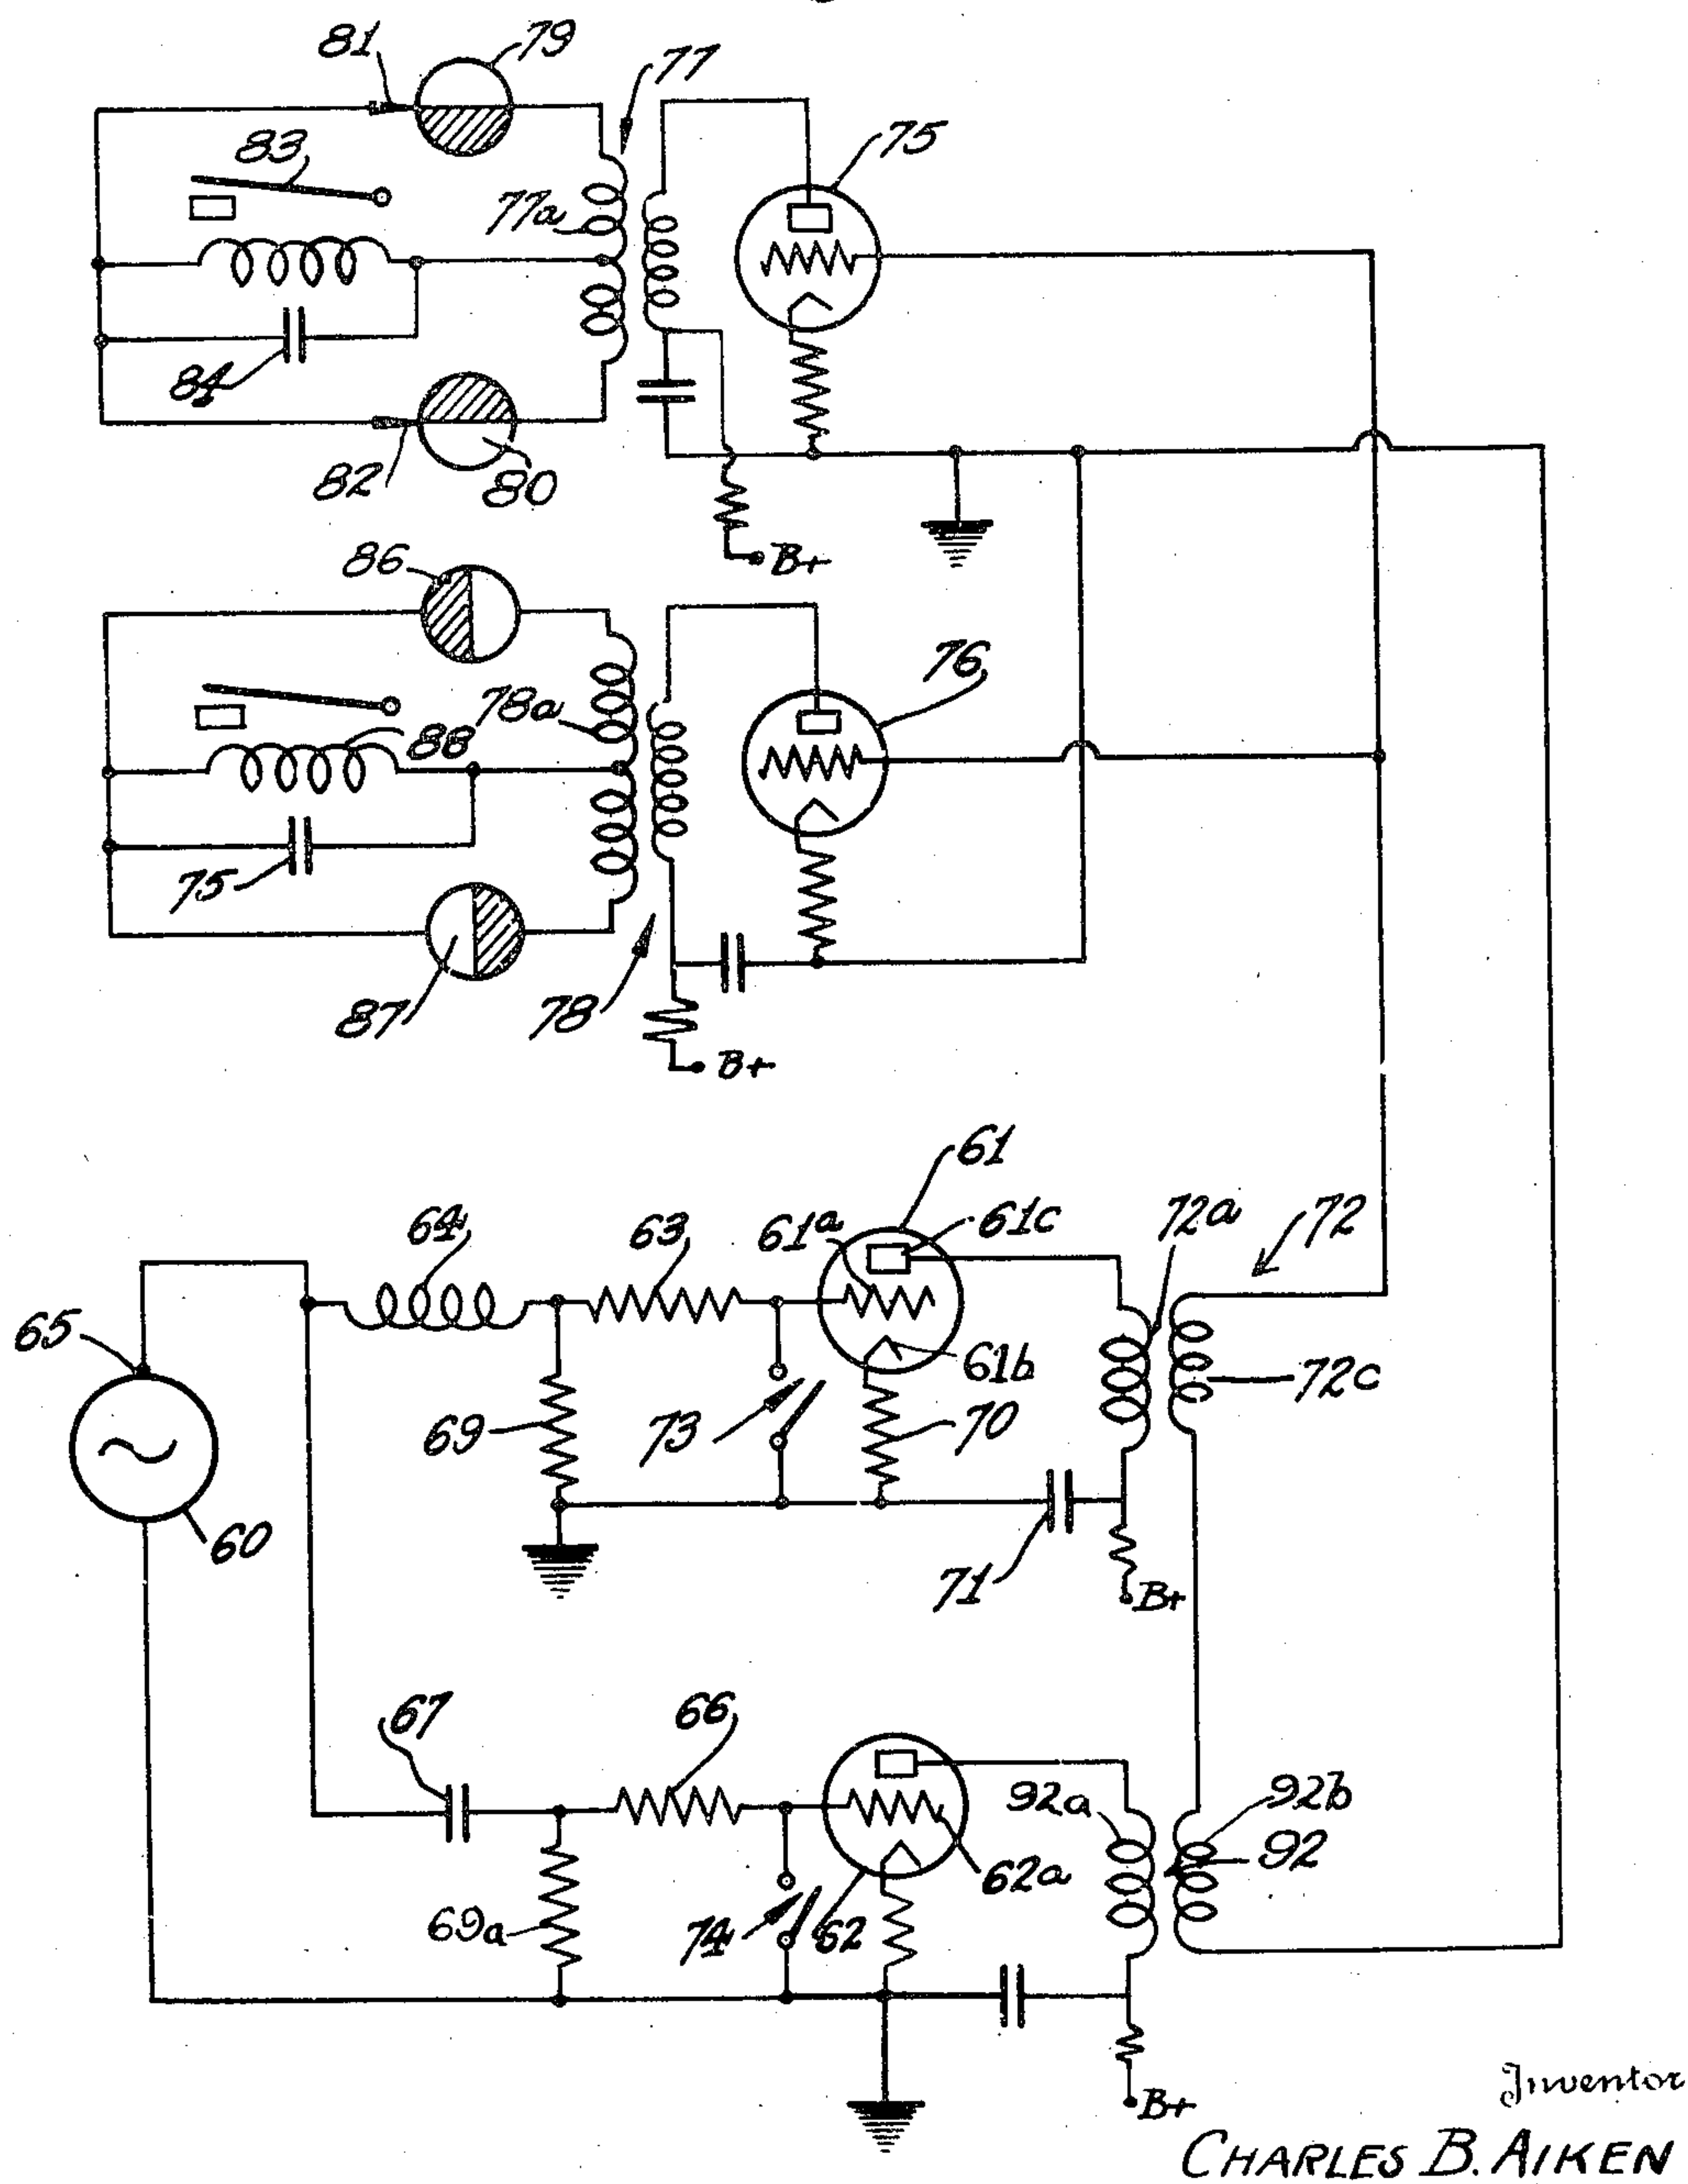 81
79
77
83
75
77a
84
82
80
B+
86
76
78a
88
75
87
78
B+
61
64
63
61a
61c
72a
72
65
61b
72c
69
73
70
60
71
B+
67
66
92a
92b
92
62a
69a
74
62
B+
Inventor
CHARLES B. AIKEN